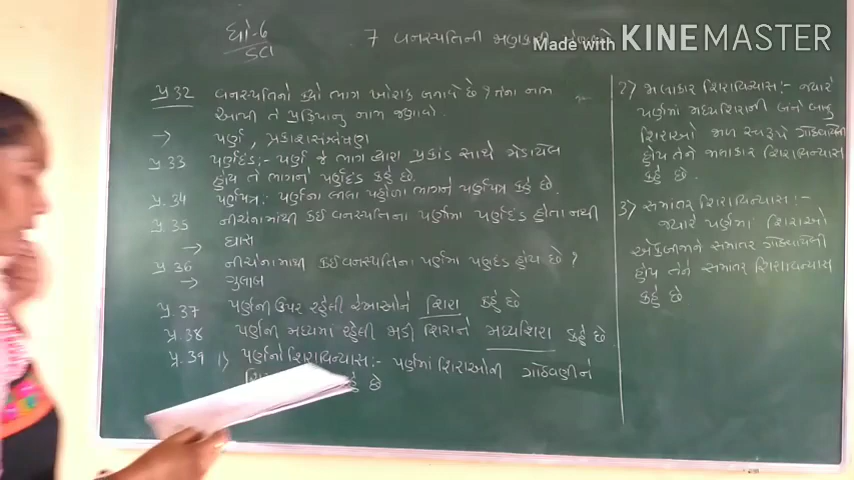 ધો-6
7 વનસ્પતિની
Made with KINEMASTER
પ્ર 32 વનસ્પતિનો કયો ભાગ ખોરાક બનાવે છે? તેના નામ
આપી તે પ્રક્રિયાનુ નામ જણાવો.
→ પર્ણ, પ્રકાશસંશ્લેષણ
પ્ર 33 પર્ણદંડ:- પર્ણ જે ભાગ દ્વારા પ્રકાંડ સાથે જોડાયેલ
હોય તે ભાગને પર્ણદંડ કહે છે.
પ્ર. 34 પર્ણપત્ર: પર્ણના લીલા પહોળા ભાગને પર્ણપત્ર કહે છે.
પ્ર. 35 નીચેનામાંથી કઈ વનસ્પતિના પર્ણમાં પર્ણદંડ હોતા નથી
→ ઘાસ
પ્ર 36 નીચેનામાથી કઈ વનસ્પતિના પર્ણમા પણદંડ હોય છે?
→ ગુલાબ
પ્ર. 37 પર્ણની ઉપર રહેલી રેખાઓને શિરા કહે છે
પ્ર. 38 પર્ણની મધ્યમાં રહેલી જાડી શિરાને મધ્યશિરા કહે છે
પ્ર. 39 1) પર્ણનો શિરાવિન્યાસ:- પર્ણમાં શિરાઓની ગોઠવણીને
કહે છે
2) જાલાકાર શિરાવિન્યાસ:- જ્યારે
પર્ણમાં મધ્યશિરાની બંને બાજુ
શિરાઓ જાળ સ્વરૂપે ગોઠવાયેલી
હોય તેને જાલાકાર શિરાવિન્યાસ
કહે છે.
3) સમાંતર શિરાવિન્યાસ:-
જ્યારે પર્ણમાં શિરાઓ
એકબીજાને સમાંતર ગોઠવાયેલી
હોય તેને સમાંતર શિરાવિન્યાસ
કહે છે